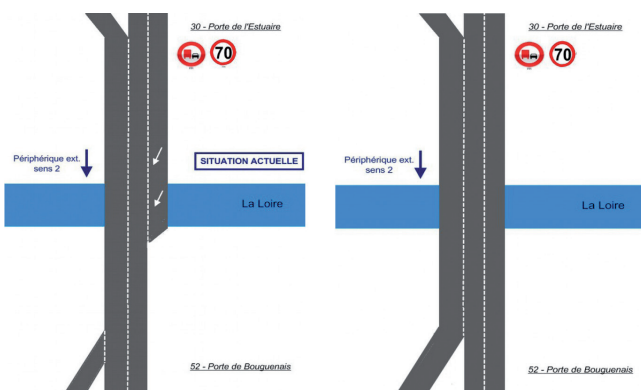 30 - Porte de l'Estuaire
70
Périphérique ext.
sens 2
SITUATION ACTUELLE
La Loire
52 - Porte de Bouguenais
30 - Porte de l'Estuaire
70
Périphérique ext.
sens 2
La Loire
52 - Porte de Bouguenais